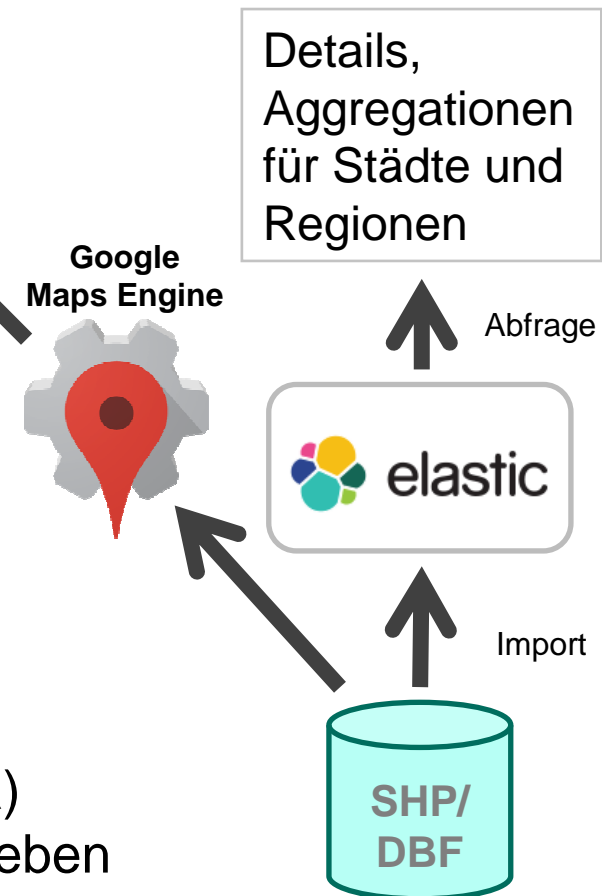 Details,
Aggregationen
für Städte und
Regionen
Google
Maps Engine
Abfrage
elastic
Import
SHP/
DBF
)
eben